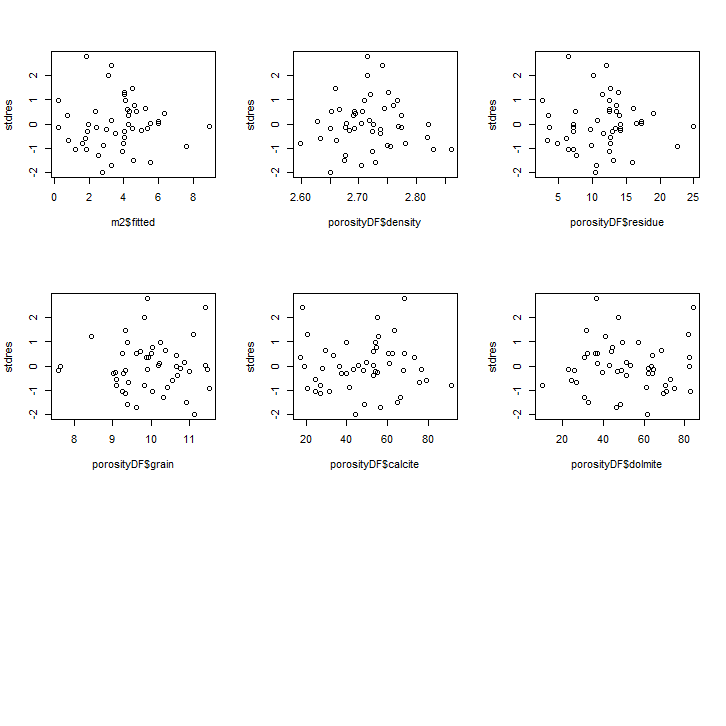 stdres
-2 -1 0 1 2
0 2 4 6 8
m2$fitted
stdres
-2 -1 0 1 2
2.60 2.70 2.80
porosityDF$density
stdres
-2 -1 0 1 2
5 10 15 20 25
porosityDF$residue
stdres
-2 -1 0 1 2
8 9 10 11
porosityDF$grain
stdres
-2 -1 0 1 2
20 40 60 80
porosityDF$calcite
stdres
-2 -1 0 1 2
20 40 60 80
porosityDF$dolmite